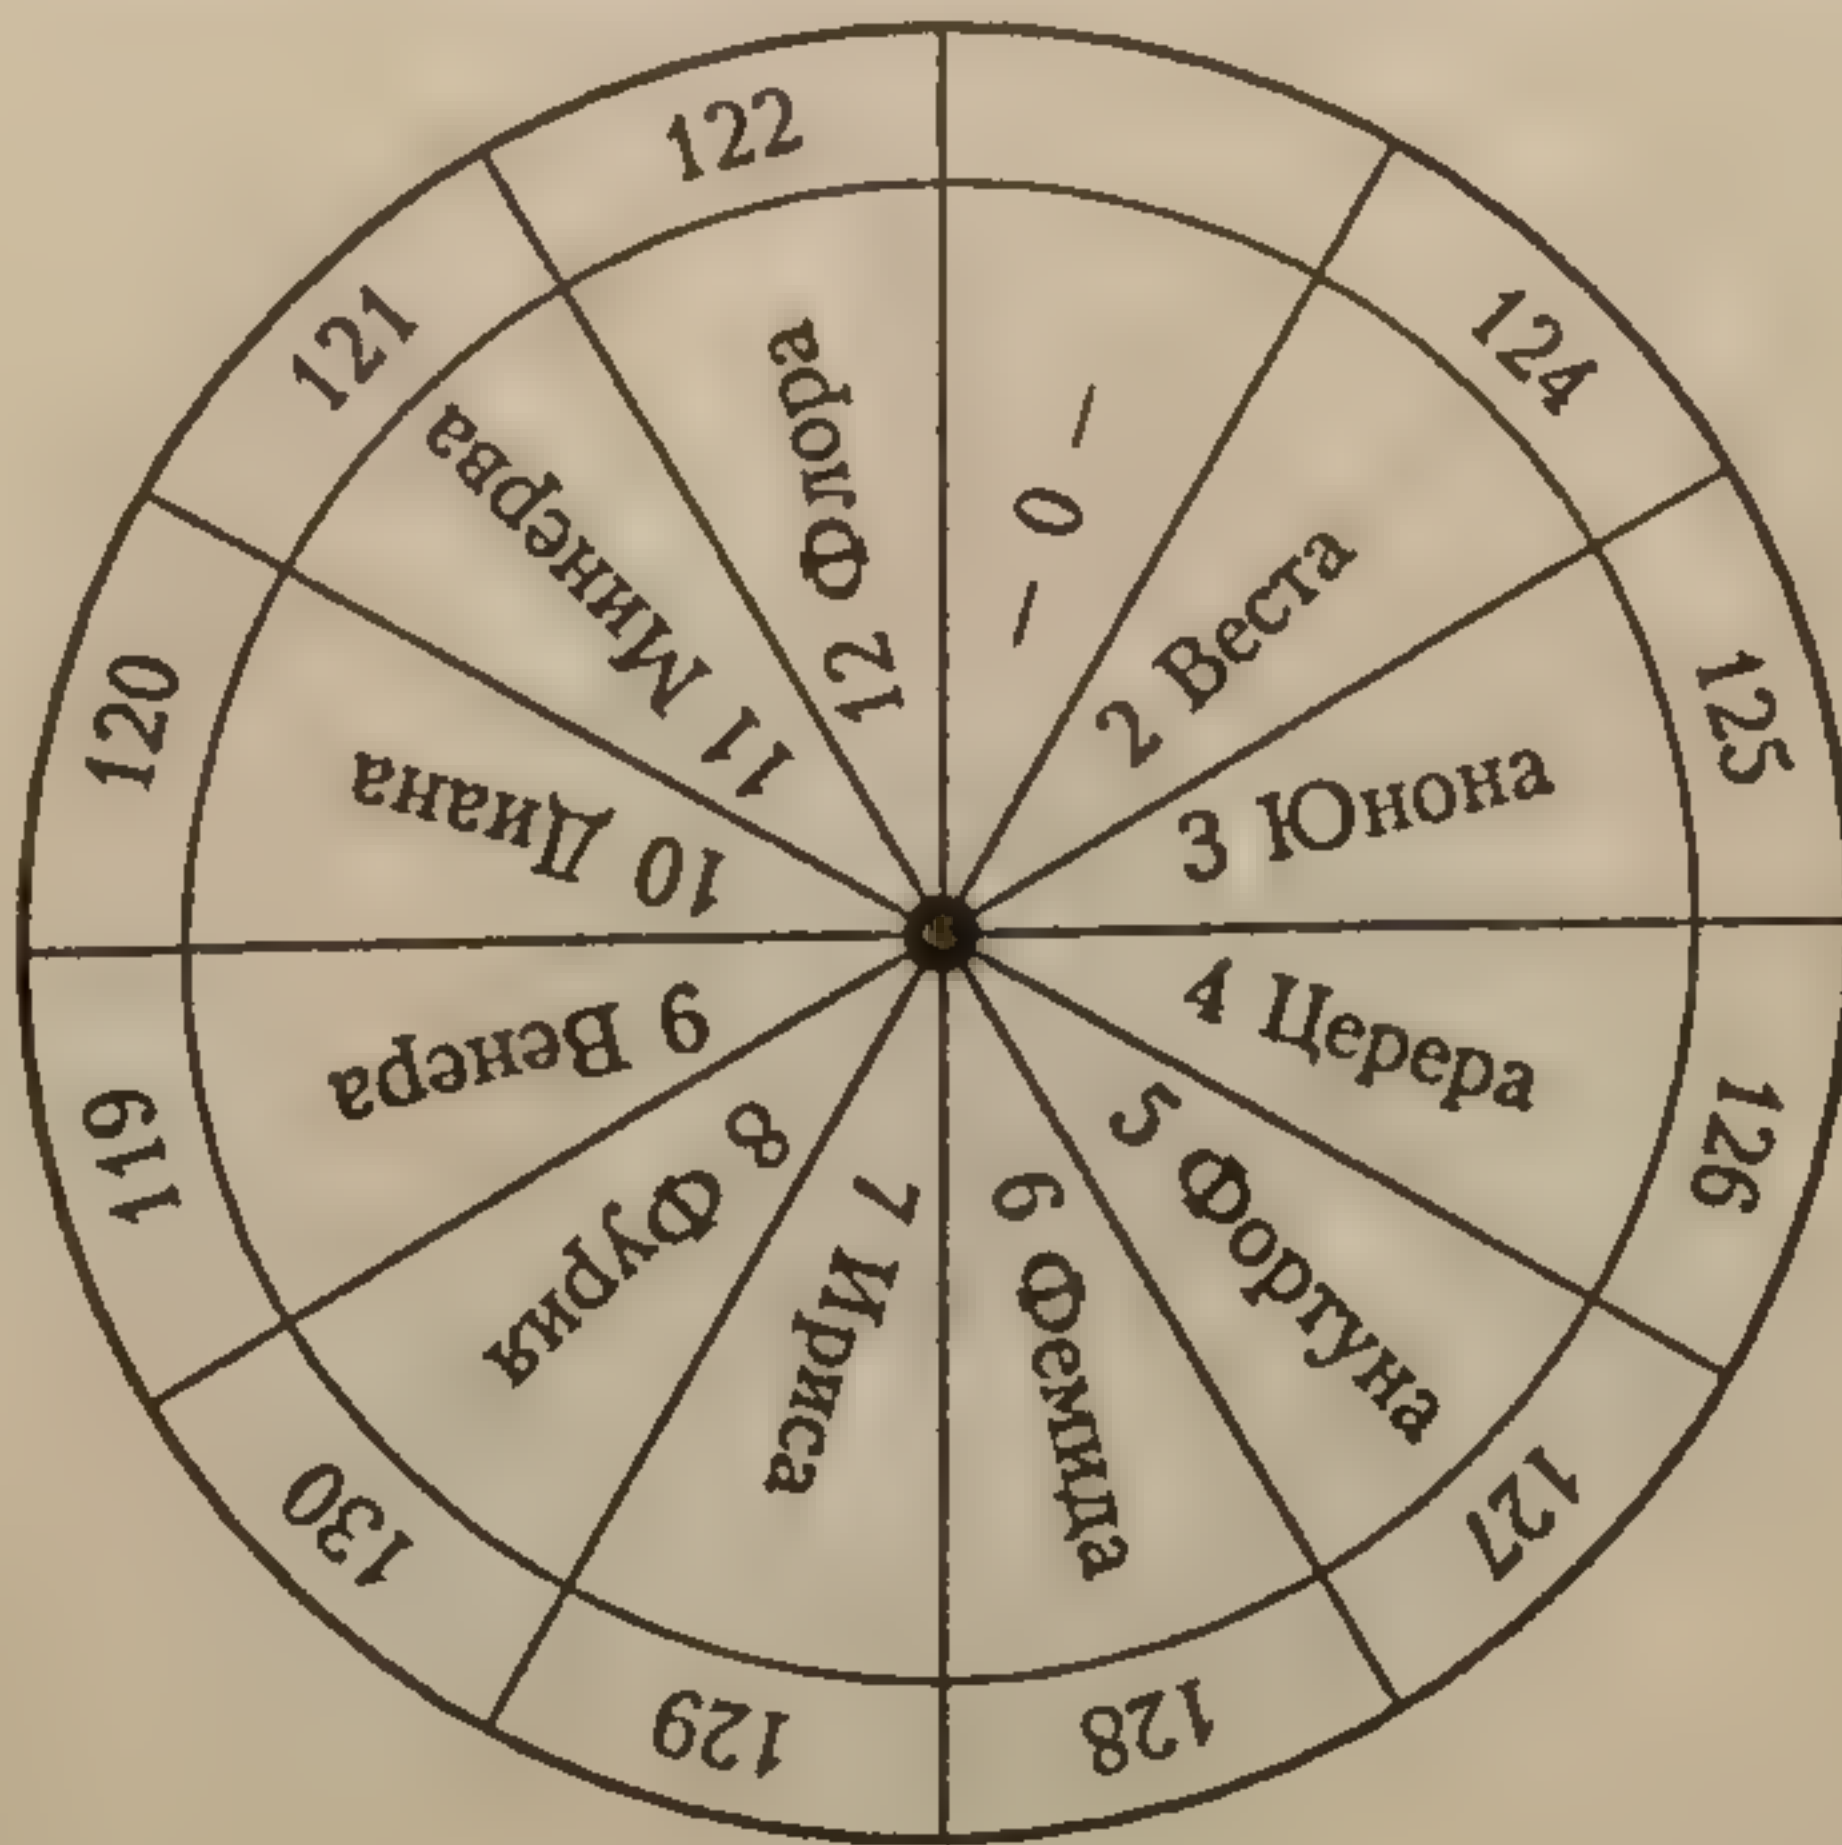 122
124
125
126
127
128
129
130
119
120
121
— 0 —
2 Веста
3 Юнона
4 Церера
5 Фортуна
6 Фемида
7 Ириса
8 Фурия
9 Венера
10 Диана
11 Минерва
12 Флора